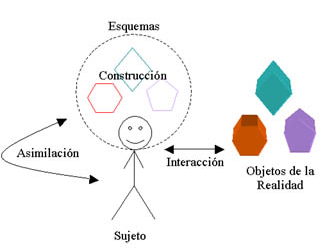 Esquemas
Construcción
Asimilación
Interacción
Objetos de la
Realidad
Sujeto